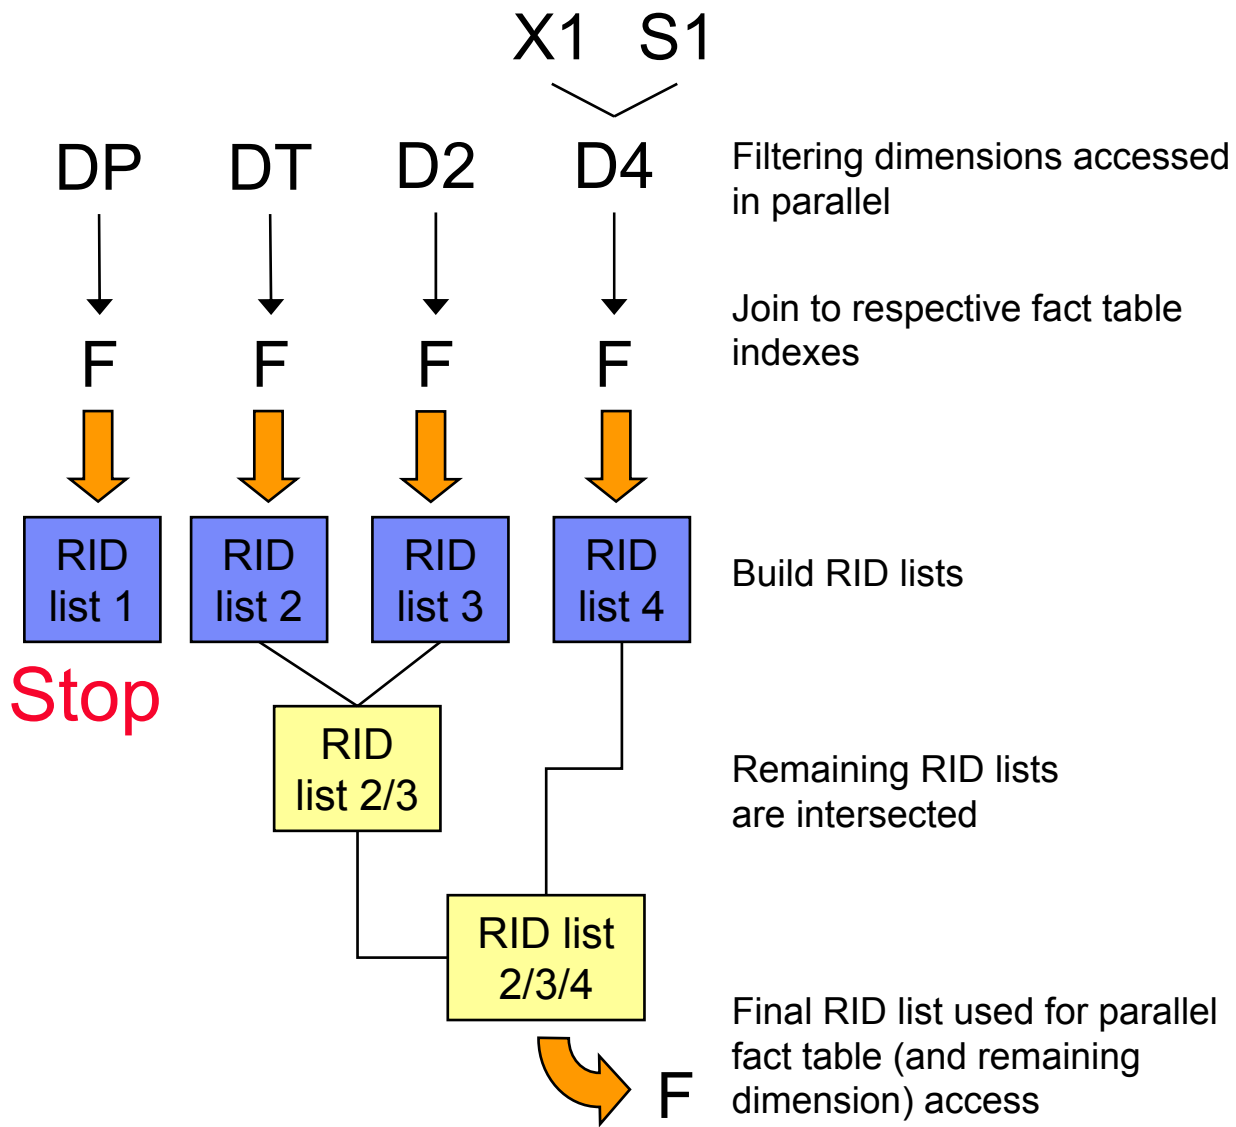 X1 S1
DP DT D2 D4
Filtering dimensions accessed
in parallel
F F F F
Join to respective fact table
indexes
RID
list 1
RID
list 2
RID
list 3
RID
list 4
Build RID lists
Stop
RID
list 2/3
Remaining RID lists
are intersected
RID list
2/3/4
Final RID list used for parallel
fact table (and remaining
dimension) access
F